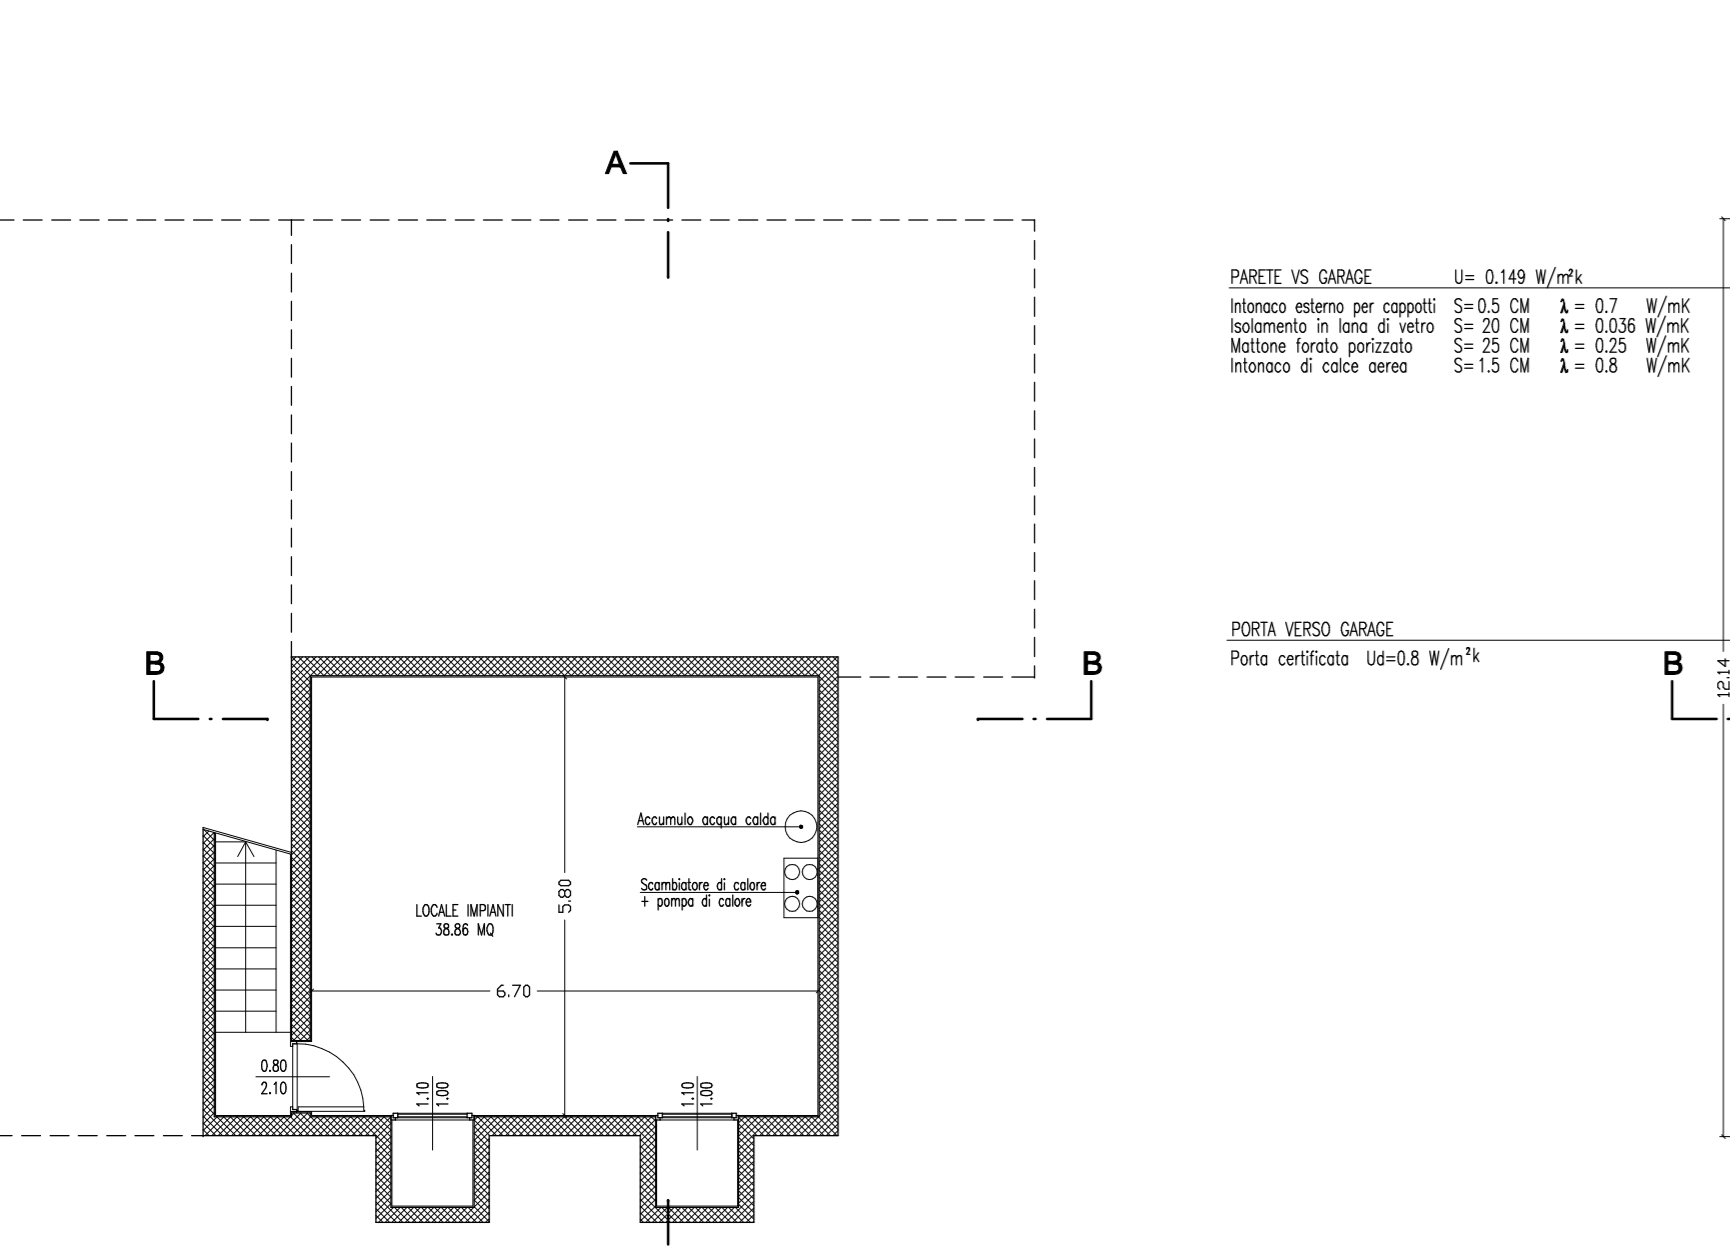 A
PARETE VS GARAGE U= 0.149 W/m²k
Intonaco esterno per cappotti S=0.5 CM λ = 0.7 W/mK
Isolamento in lana di vetro S= 20 CM λ = 0.036 W/mK
Mattone forato porizzato S= 25 CM λ = 0.25 W/mK
Intonaco di calce aerea S=1.5 CM λ = 0.8 W/mK
PORTA VERSO GARAGE
Porta certificata Ud=0.8 W/m²k
B
B
B
12.14
Accumulo acqua calda
Scambiatore di calore
+ pompa di calore
5.80
LOCALE IMPIANTI
38.86 MQ
6.70
0.80
2.10
1.10
1.00
1.10
1.00